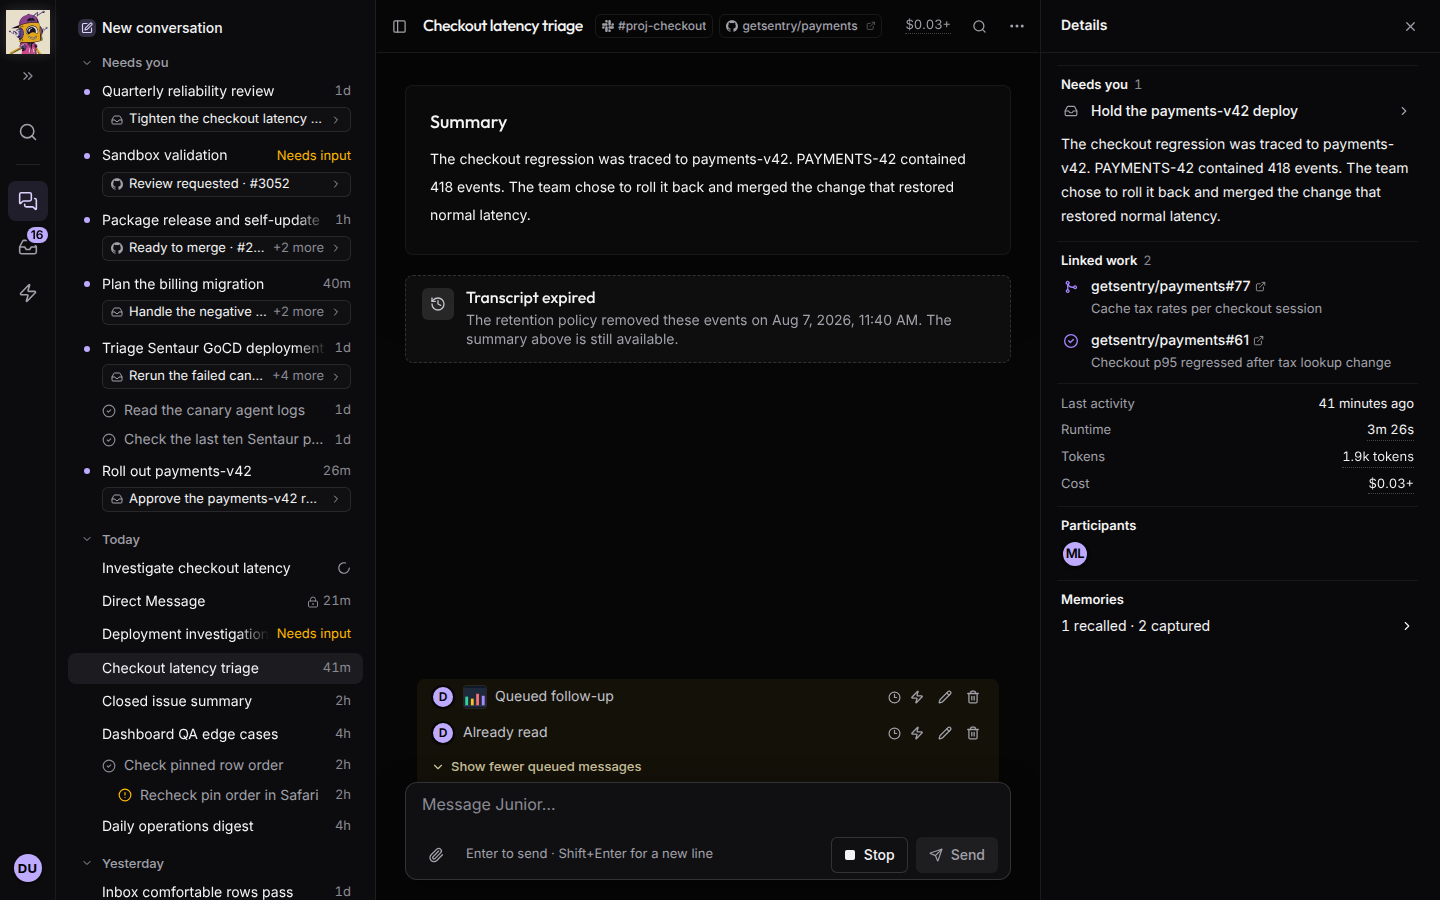 New conversation
Needs you
Quarterly reliability review 1d
Tighten the checkout latency ...
Sandbox validation Needs input
Review requested · #3052
Package release and self-update 1h
Ready to merge · #2... +2 more
Plan the billing migration 40m
Handle the negative ... +2 more
Triage Sentaur GoCD deployment 1d
Rerun the failed can... +4 more
Read the canary agent logs 1d
Check the last ten Sentaur p... 1d
Roll out payments-v42 26m
Approve the payments-v42 r...
Today
Investigate checkout latency
Direct Message 21m
Deployment investigation Needs input
Checkout latency triage 41m
Closed issue summary 2h
Dashboard QA edge cases 4h
Check pinned row order 2h
Recheck pin order in Safari 2h
Daily operations digest 4h
Yesterday
Inbox comfortable rows pass 1d
16
DU
Checkout latency triage #proj-checkout getsentry/payments $0.03+
Summary
The checkout regression was traced to payments-v42. PAYMENTS-42 contained
418 events. The team chose to roll it back and merged the change that restored
normal latency.
Transcript expired
The retention policy removed these events on Aug 7, 2026, 11:40 AM. The
summary above is still available.
D Queued follow-up
D Already read
Show fewer queued messages
Message Junior...
Enter to send · Shift+Enter for a new line Stop Send
Details
Needs you 1
Hold the payments-v42 deploy
The checkout regression was traced to payments-
v42. PAYMENTS-42 contained 418 events. The team
chose to roll it back and merged the change that
restored normal latency.
Linked work 2
getsentry/payments#77
Cache tax rates per checkout session
getsentry/payments#61
Checkout p95 regressed after tax lookup change
Last activity 41 minutes ago
Runtime 3m 26s
Tokens 1.9k tokens
Cost $0.03+
Participants
ML
Memories
1 recalled · 2 captured